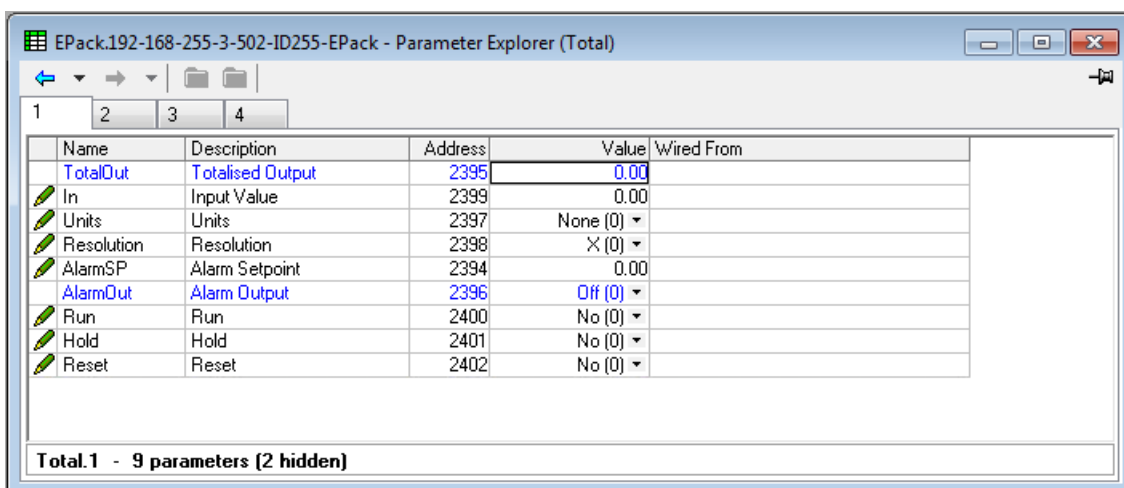 EPack.192-168-255-3-502-ID255-EPack - Parameter Explorer (Total)
1 2 3 4
Name Description Address Value Wired From
TotalOut Totalised Output 2395 0.00
In Input Value 2399 0.00
Units Units 2397 None (0)
Resolution Resolution 2398 X (0)
AlarmSP Alarm Setpoint 2394 0.00
AlarmOut Alarm Output 2396 Off (0)
Run Run 2400 No (0)
Hold Hold 2401 No (0)
Reset Reset 2402 No (0)
Total.1 - 9 parameters (2 hidden)